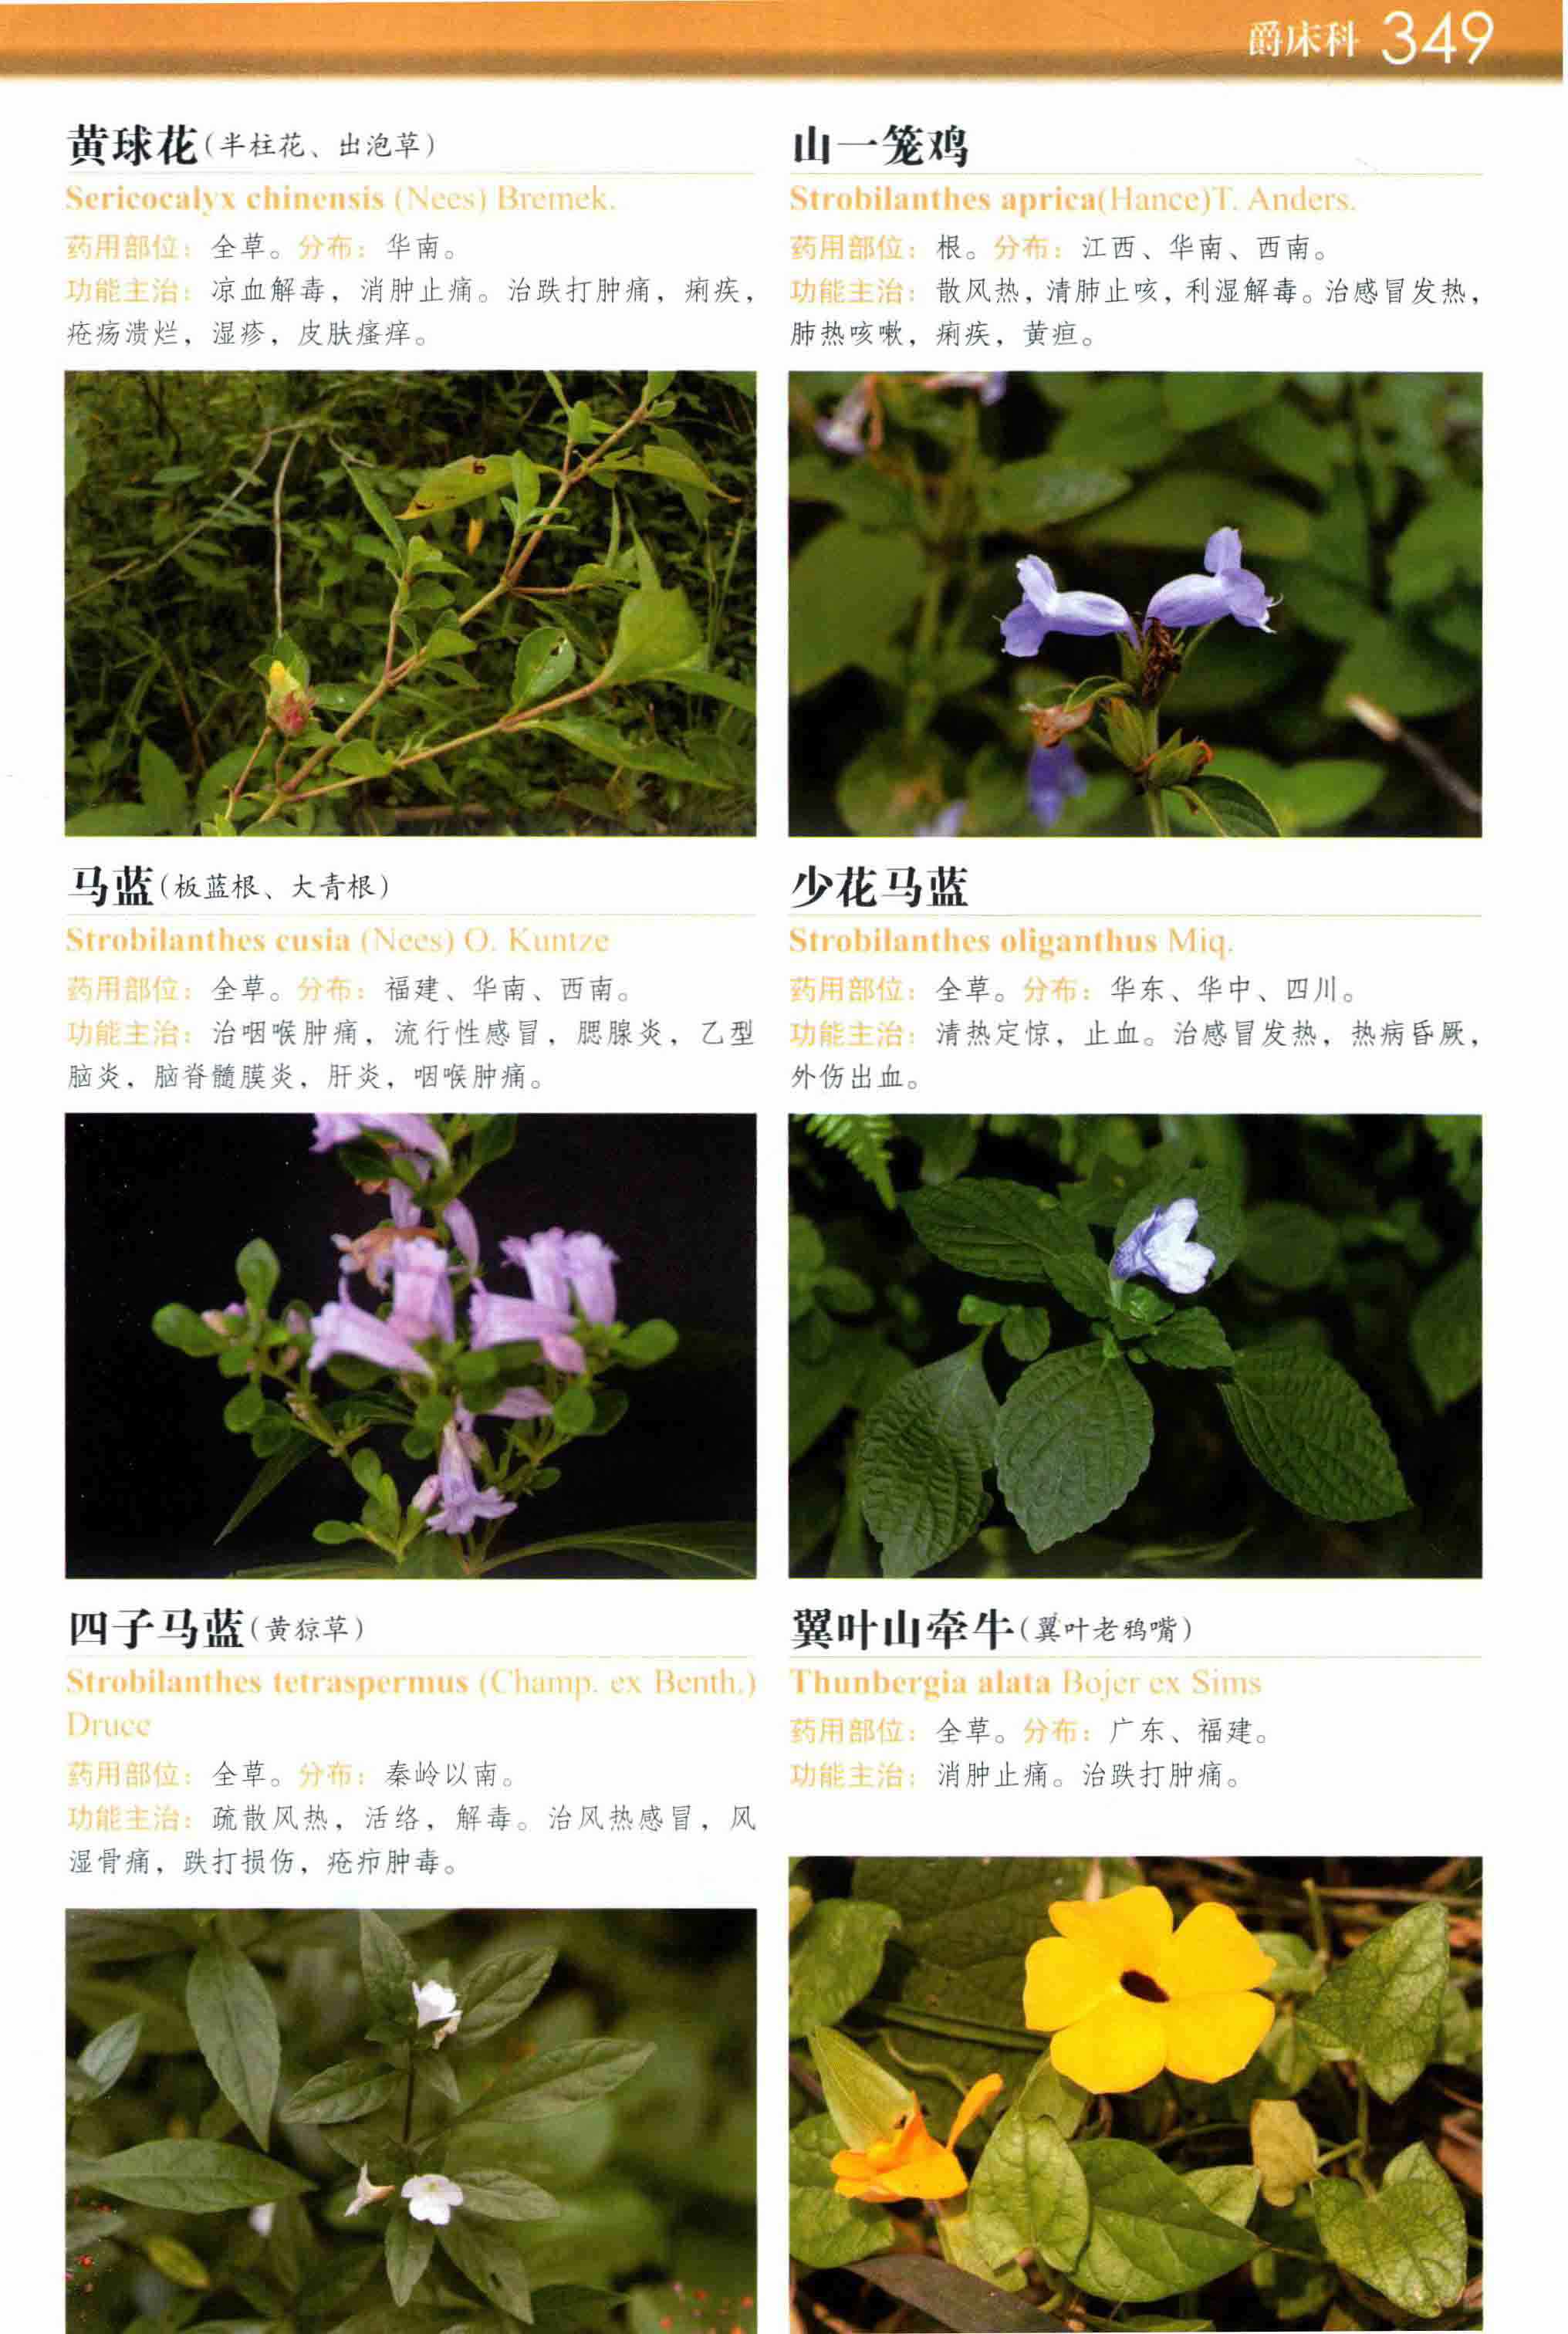 爵床科 349
黄球花(半柱花、出泡草)
Sericocalyx chinensis (Nees) Bremek.
药用部位：全草。分布：华南。
功能主治：凉血解毒，消肿止痛。治跌打肿痛，痢疾，
疮疡溃烂，湿疹，皮肤瘙痒。
山一笼鸡
Strobilanthes aprica(Hance)T. Anders.
药用部位：根。分布：江西、华南、西南。
功能主治：散风热，清肺止咳，利湿解毒。治感冒发热，
肺热咳嗽，痢疾，黄疸。
马蓝(板蓝根、大青根)
Strobilanthes cusia (Nees) O. Kuntze
药用部位：全草。分布：福建、华南、西南。
功能主治：治咽喉肿痛，流行性感冒，腮腺炎，乙型
脑炎，脑脊髓膜炎，肝炎，咽喉肿痛。
少花马蓝
Strobilanthes oliganthus Miq.
药用部位：全草。分布：华东、华中、四川。
功能主治：清热定惊，止血。治感冒发热，热病昏厥，
外伤出血。
四子马蓝(黄猄草)
Strobilanthes tetraspermus (Champ. ex Benth.)
Druce
药用部位：全草。分布：秦岭以南。
功能主治：疏散风热，活络，解毒。治风热感冒，风
湿骨痛，跌打损伤，疮疖肿毒。
翼叶山牵牛(翼叶老鸦嘴)
Thunbergia alata Bojer ex Sims
药用部位：全草。分布：广东、福建。
功能主治：消肿止痛。治跌打肿痛。